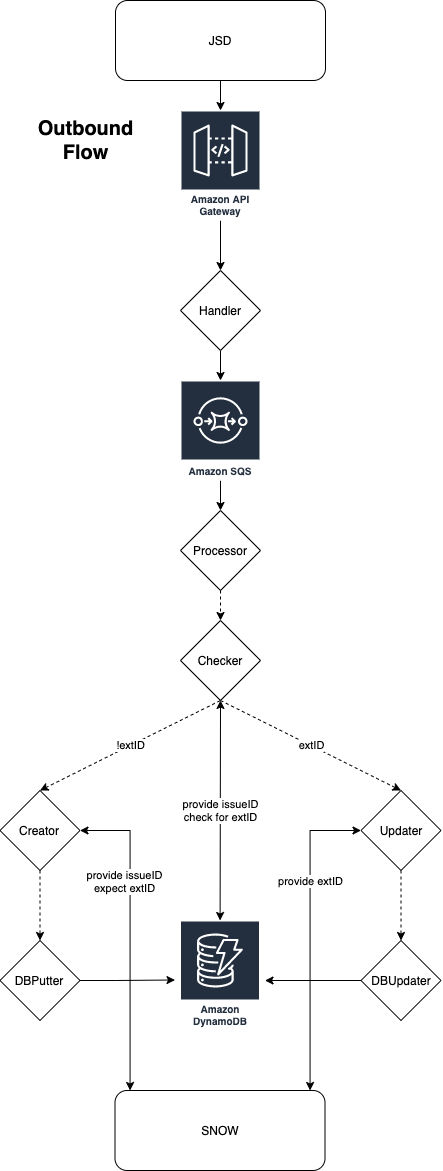 JSD
Outbound
Flow
Amazon API
Gateway
Handler
Amazon SQS
Processor
Checker
!extID
extID
provide issueID
check for extID
Creator
Updater
provide issueID
expect extID
provide extID
DBPutter
DBUpdater
Amazon
DynamoDB
SNOW